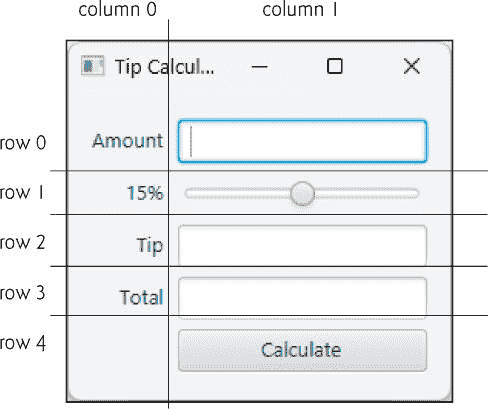 column 0 column 1
Tip Calcul...
row 0 Amount
row 1 15%
row 2 Tip
row 3 Total
row 4 Calculate